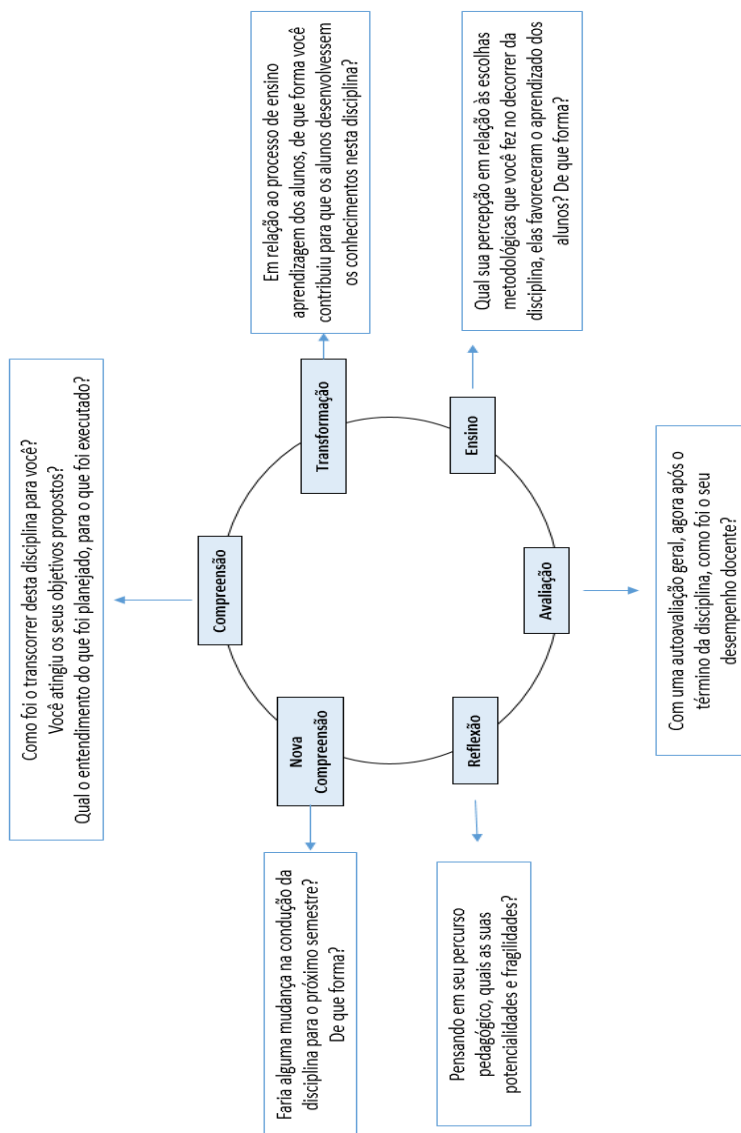 Como foi o transcorrer desta disciplina para você?
Você atingiu os seus objetivos propostos?
Qual o entendimento do que foi planejado, para o que foi executado?
Compreensão
Em relação ao processo de ensino
aprendizagem dos alunos, de que forma você
contribuiu para que os alunos desenvolvessem
os conhecimentos nesta disciplina?
Transformação
Qual sua percepção em relação às escolhas
metodológicas que você fez no decorrer da
disciplina, elas favoreceram o aprendizado dos
alunos? De que forma?
Ensino
Avaliação
Com uma autoavaliação geral, agora após o
término da disciplina, como foi o seu
desempenho docente?
Reflexão
Pensando em seu percurso
pedagógico, quais as suas
potencialidades e fragilidades?
Nova
Compreensão
Faria alguma mudança na condução da
disciplina para o próximo semestre?
De que forma?